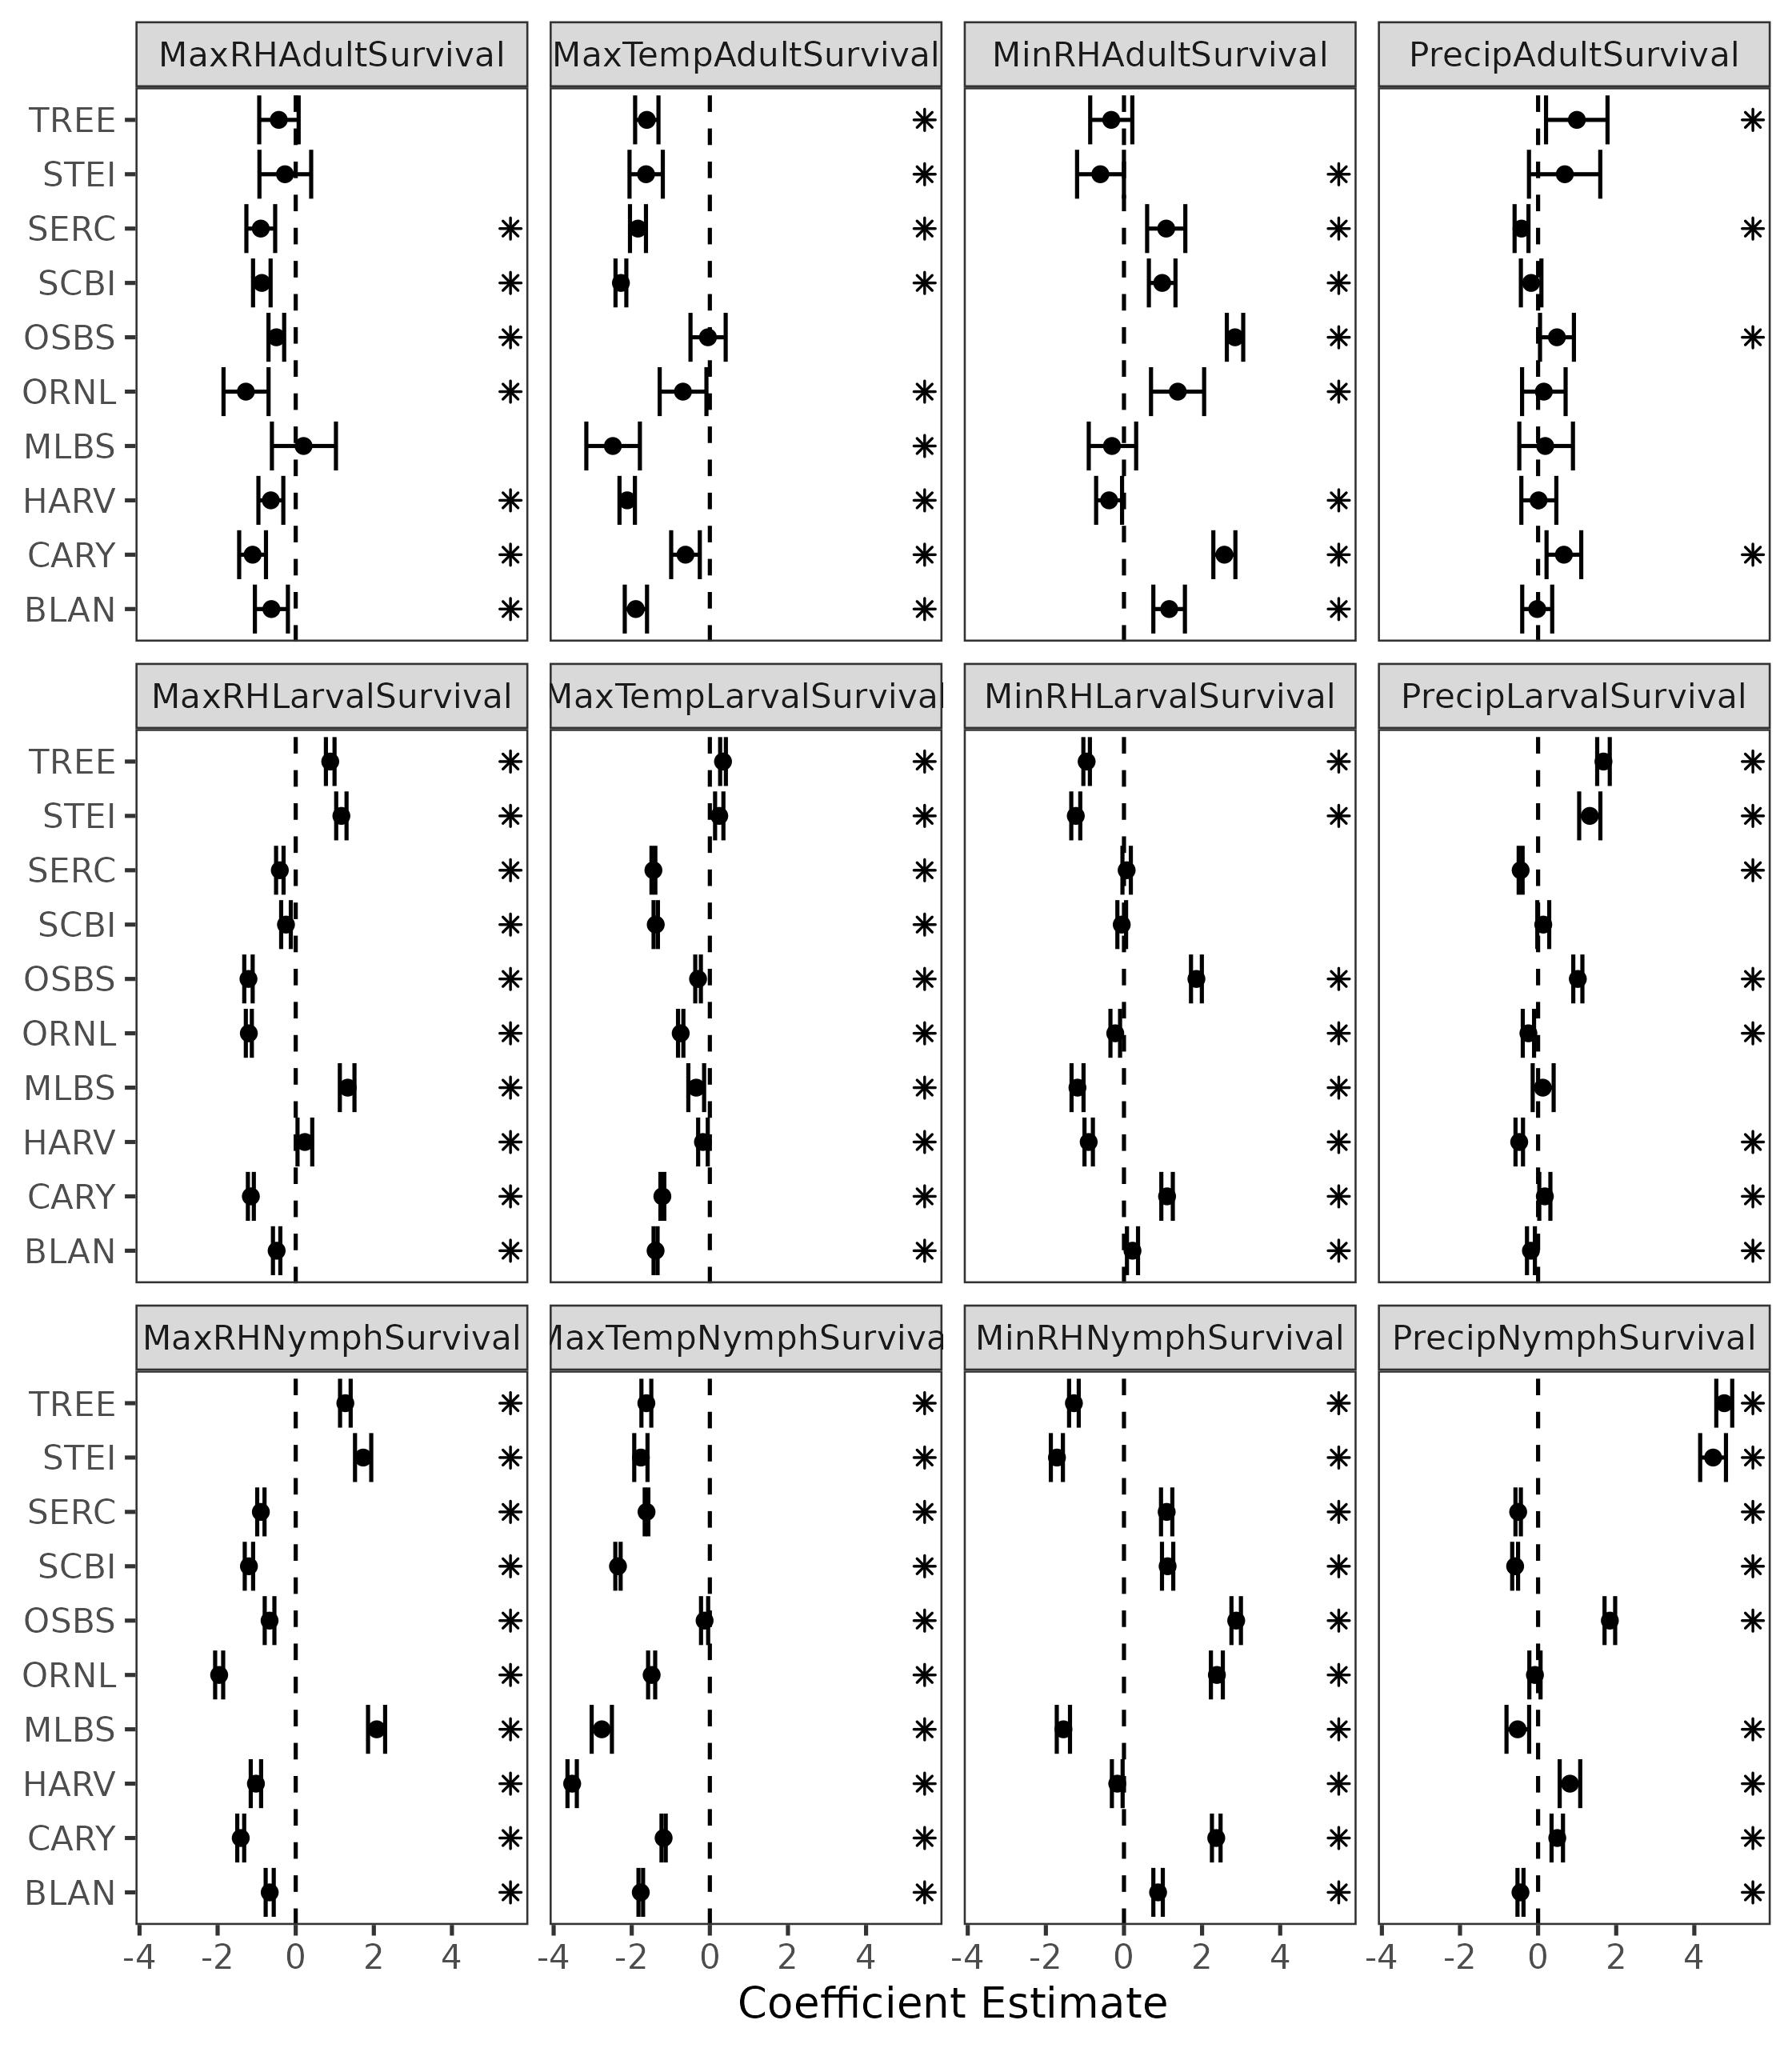 MaxRHAdultSurvival MaxTempAdultSurvival MinRHAdultSurvival PrecipAdultSurvival
TREE
STEI
SERC
SCBI
OSBS
ORNL
MLBS
HARV
CARY
BLAN
MaxRHLarvalSurvival MaxTempLarvalSurvival MinRHLarvalSurvival PrecipLarvalSurvival
TREE
STEI
SERC
SCBI
OSBS
ORNL
MLBS
HARV
CARY
BLAN
MaxRHNymphSurvival MaxTempNymphSurviva MinRHNymphSurvival PrecipNymphSurvival
TREE
STEI
SERC
SCBI
OSBS
ORNL
MLBS
HARV
CARY
BLAN
-4 -2 0 2 4 -4 -2 0 2 4 -4 -2 0 2 4 -4 -2 0 2 4
Coefficient Estimate